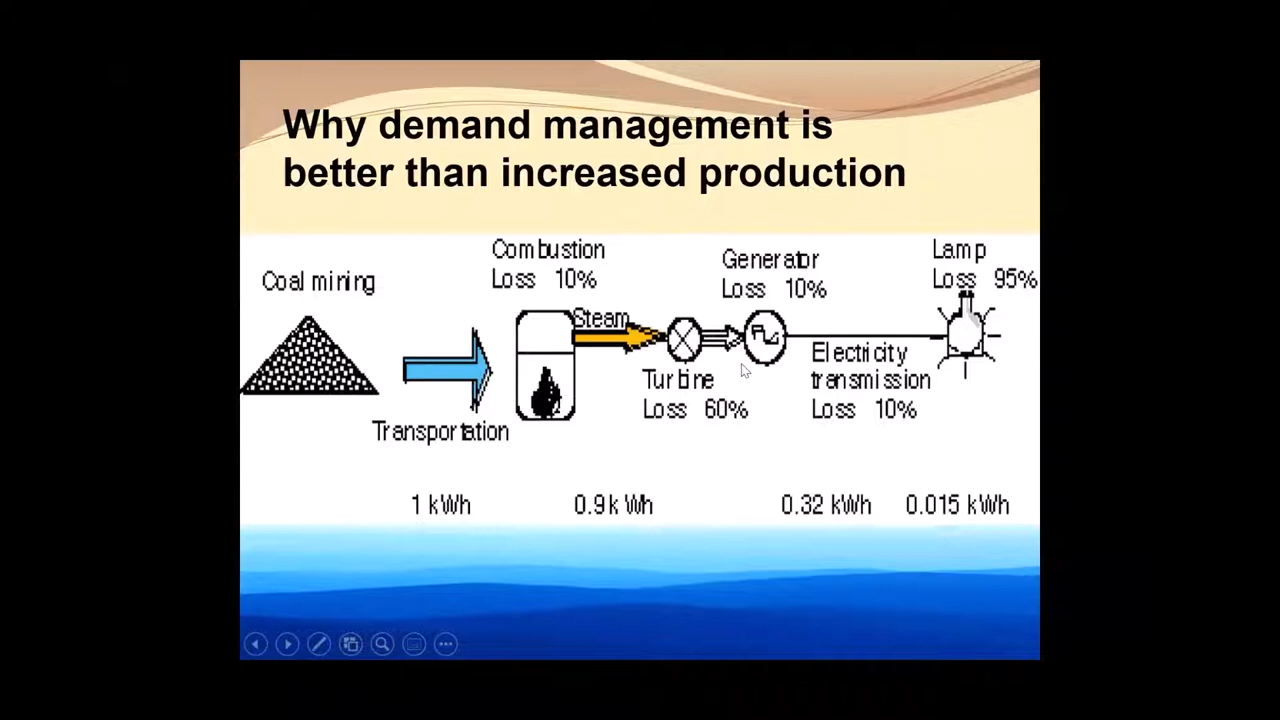 Why demand management is
better than increased production
Coal mining
Transportation
Combustion
Loss 10%
Steam
Turbine
Loss 60%
Generator
Loss 10%
Electricity
transmission
Loss 10%
Lamp
Loss 95%
1 kWh
0.9 kWh
0.32 kWh
0.015 kWh